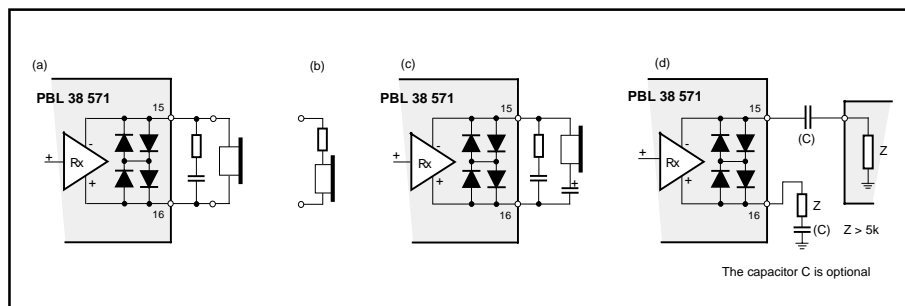 (a)
PBL 38 571
15
+
Rx
-
+
16
(b)
(c)
PBL 38 571
15
+
Rx
-
+
16
+
(d)
PBL 38 571
15
+
Rx
-
+
16
(C)
Z
Z
(C)
Z > 5k
The capacitor C is optional